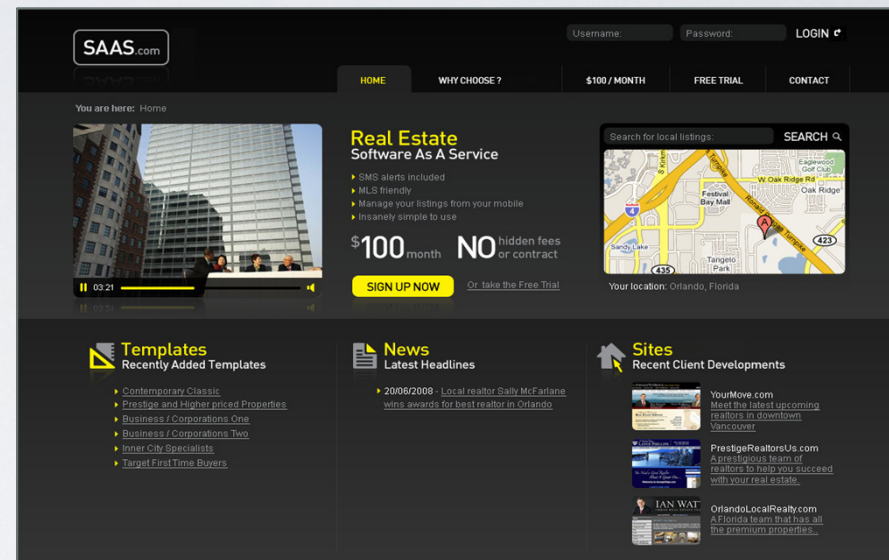 SAAS.com
Username:
Password:
LOGIN
HOME
WHY CHOOSE ?
$100 / MONTH
FREE TRIAL
CONTACT
You are here: Home
03:21
Real Estate
Software As A Service
SMS alerts included
MLS friendly
Manage your listings from your mobile
Insanely simple to use
$100 month NO hidden fees
or contract
SIGN UP NOW
Or take the Free Trial
Search for local listings:
SEARCH
Eaglewood
Golf Club
W Oak Ridge Rd
Oak Ridge
Festival
Bay Mall
4
A
423
Sandy Lake
Tangelo
Park
435
Your location: Orlando, Florida
Templates
Recently Added Templates
Contemporary Classic
Prestige and Higher priced Properties
Business / Corporations One
Business / Corporations Two
Inner City Specialists
Target First Time Buyers
News
Latest Headlines
20/06/2008 - Local realtor Sally McFarlane
wins awards for best realtor in Orlando
Sites
Recent Client Developments
YourMove.com
Meet the latest upcoming
realtors in downtown
Vancouver
PrestigeRealtorsUs.com
A prestigious team of
realtors to help you succeed
with your real estate.
IAN WAT
OrlandoLocalRealty.com
A Florida team that has all
the premium properties..